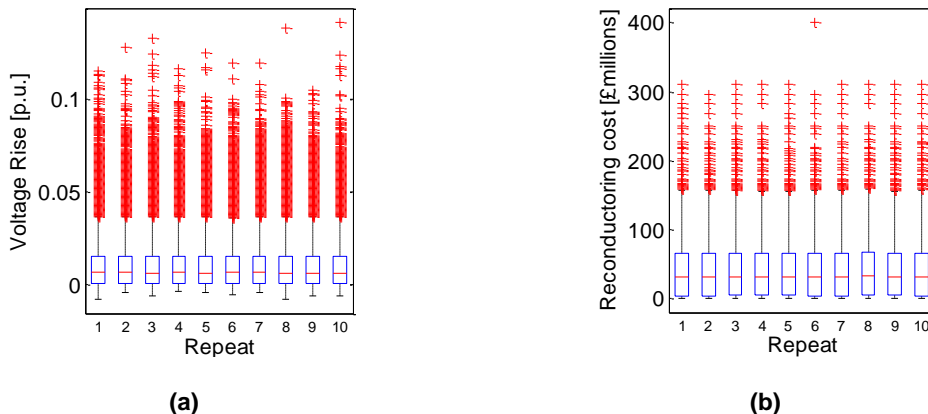 Voltage Rise [p.u.]
0.1
0.05
0
1 2 3 4 5 6 7 8 9 10
Repeat
(a)
Reconductoring cost [£millions]
400
300
200
100
0
1 2 3 4 5 6 7 8 9 10
Repeat
(b)